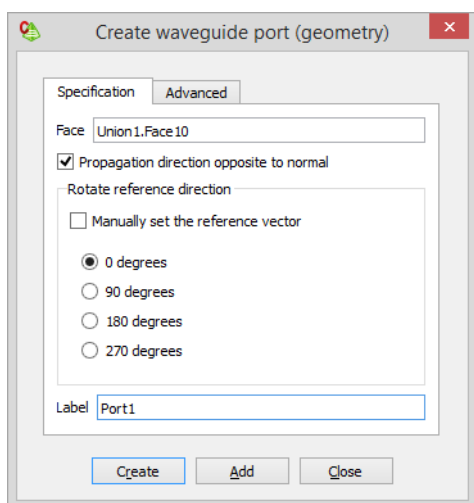 Create waveguide port (geometry)
Specification Advanced
Face Union1.Face10
Propagation direction opposite to normal
Rotate reference direction
Manually set the reference vector
0 degrees
90 degrees
180 degrees
270 degrees
Label Port1
Create Add Close